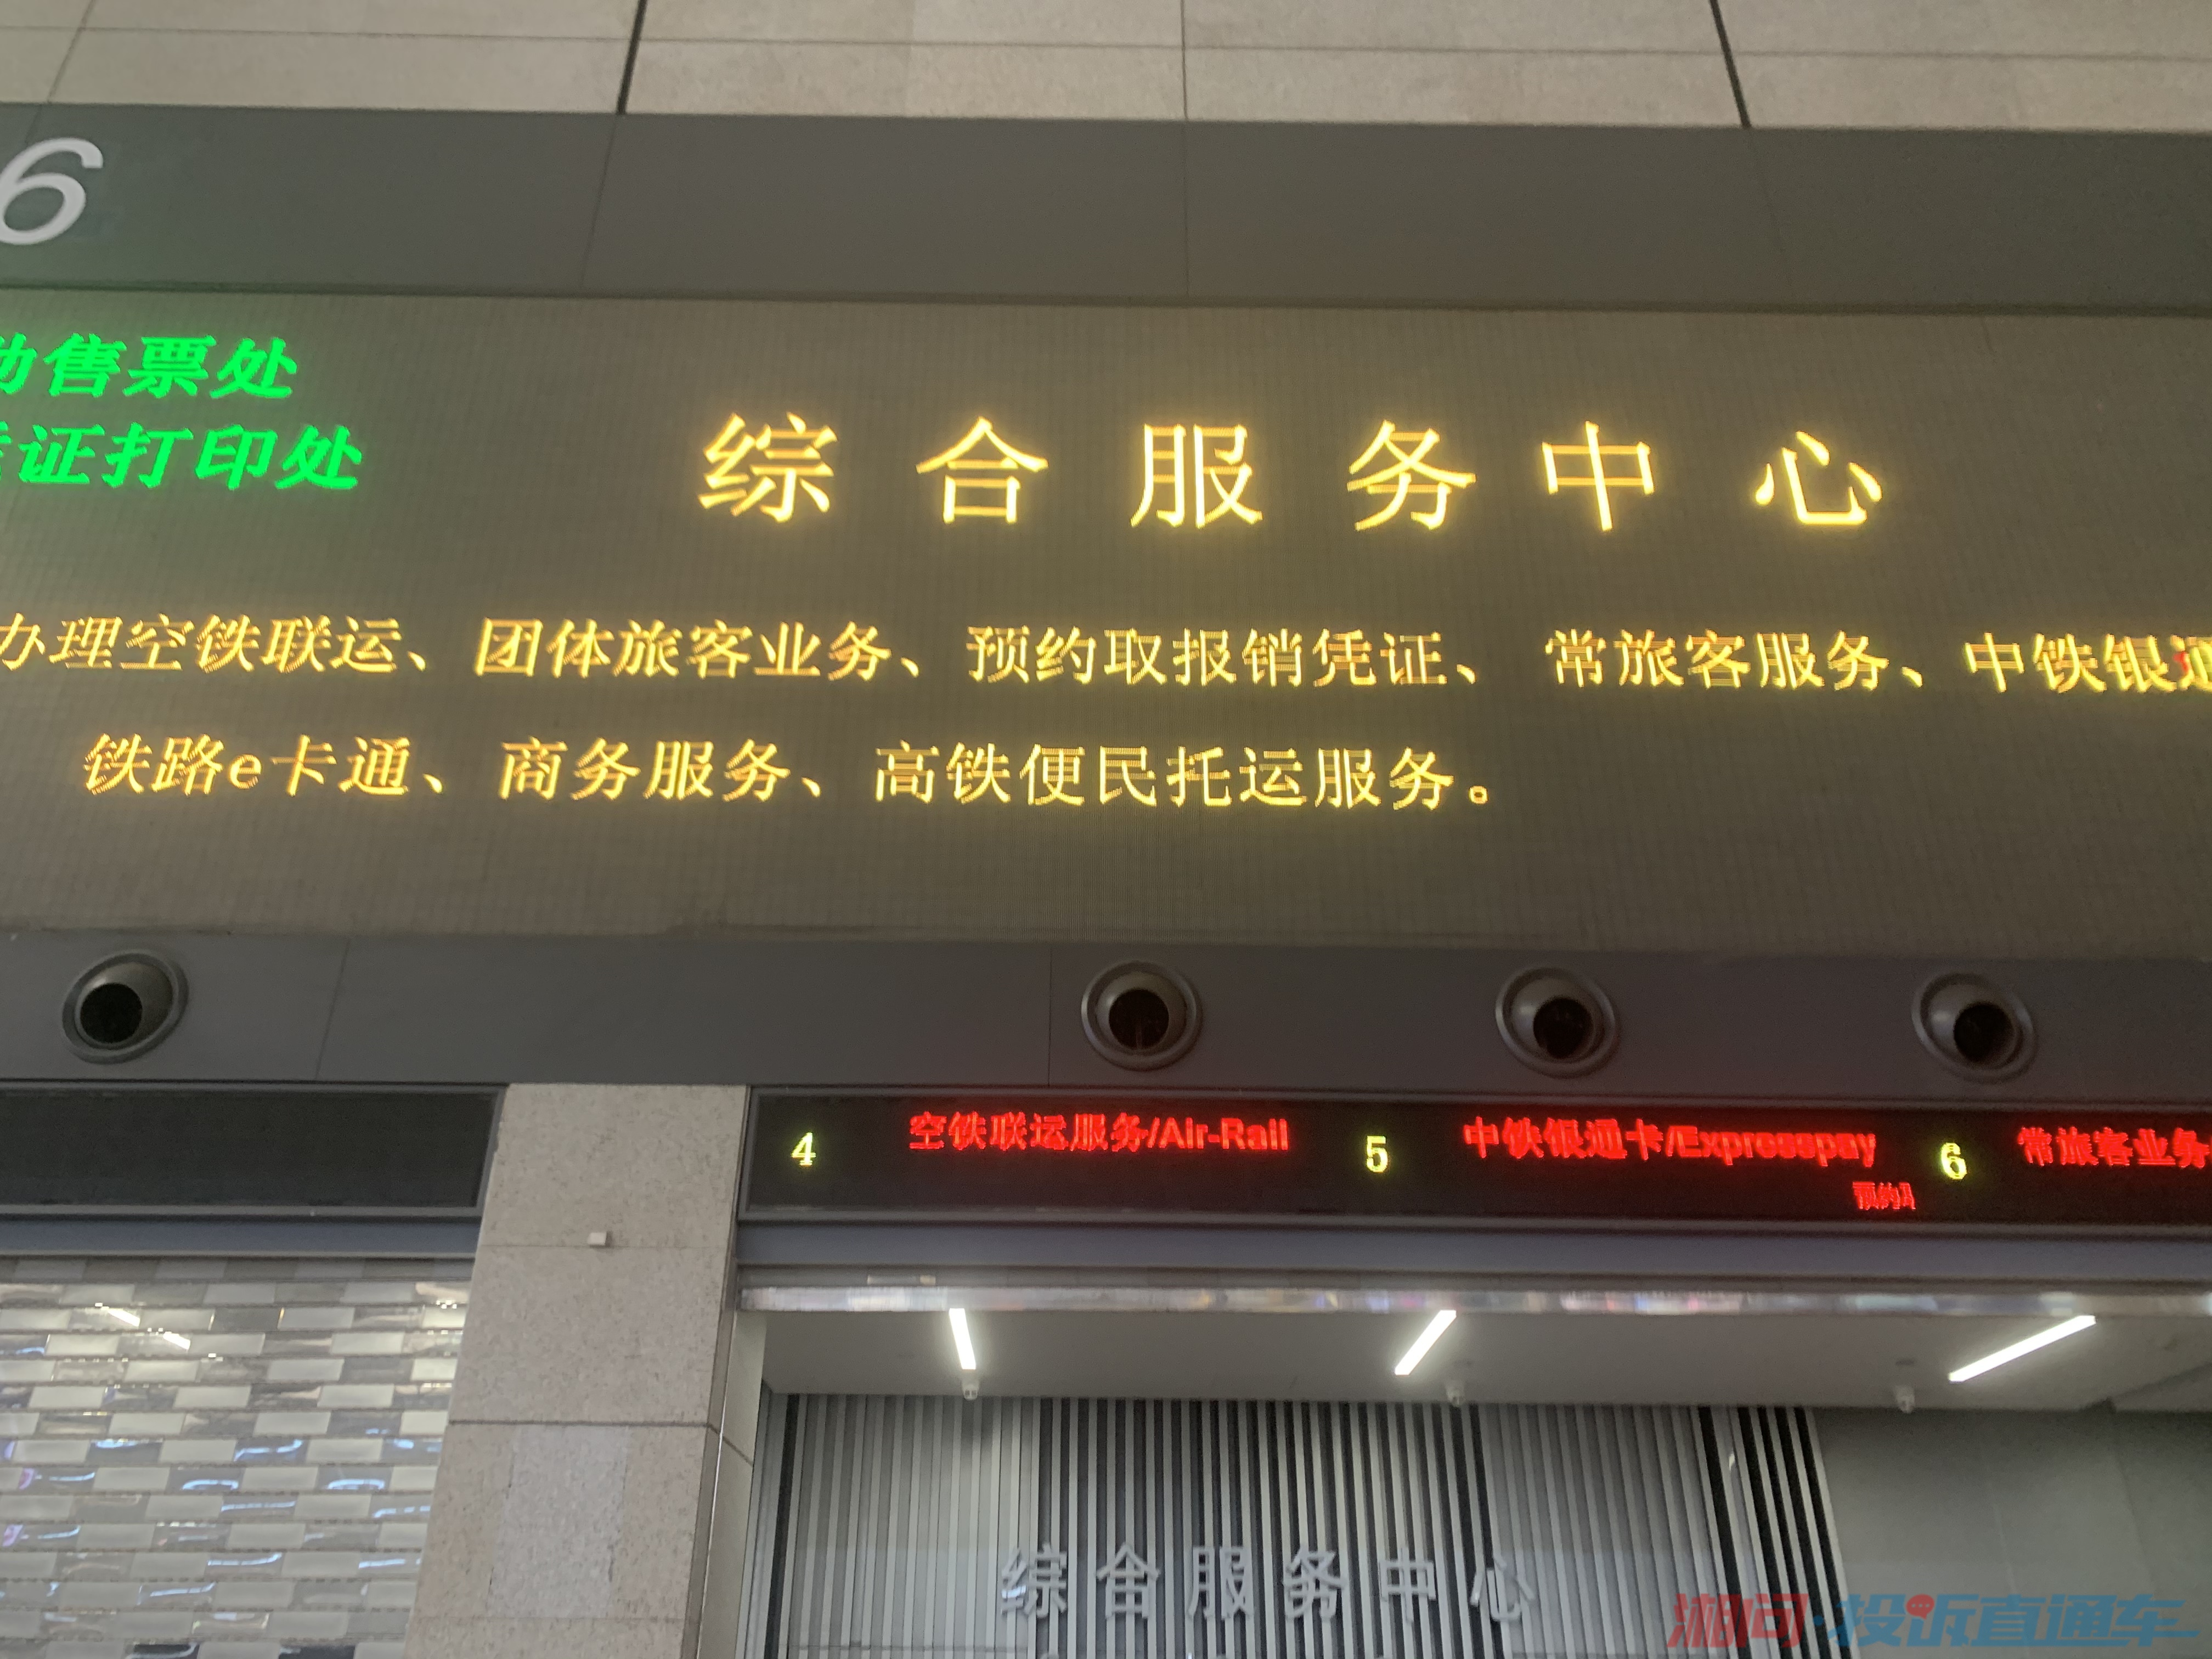 6
售票处
证打印处
综合服务中心
办理空铁联运、团体旅客业务、预约取报销凭证、 常旅客服务、中铁银通
铁路e卡通、商务服务、高铁便民托运服务。
4 空铁联运服务/Air-Rail 5 中铁银通卡/Expresspay 6 常旅客业务
预约
综合服务中心
湘问·投诉直通车